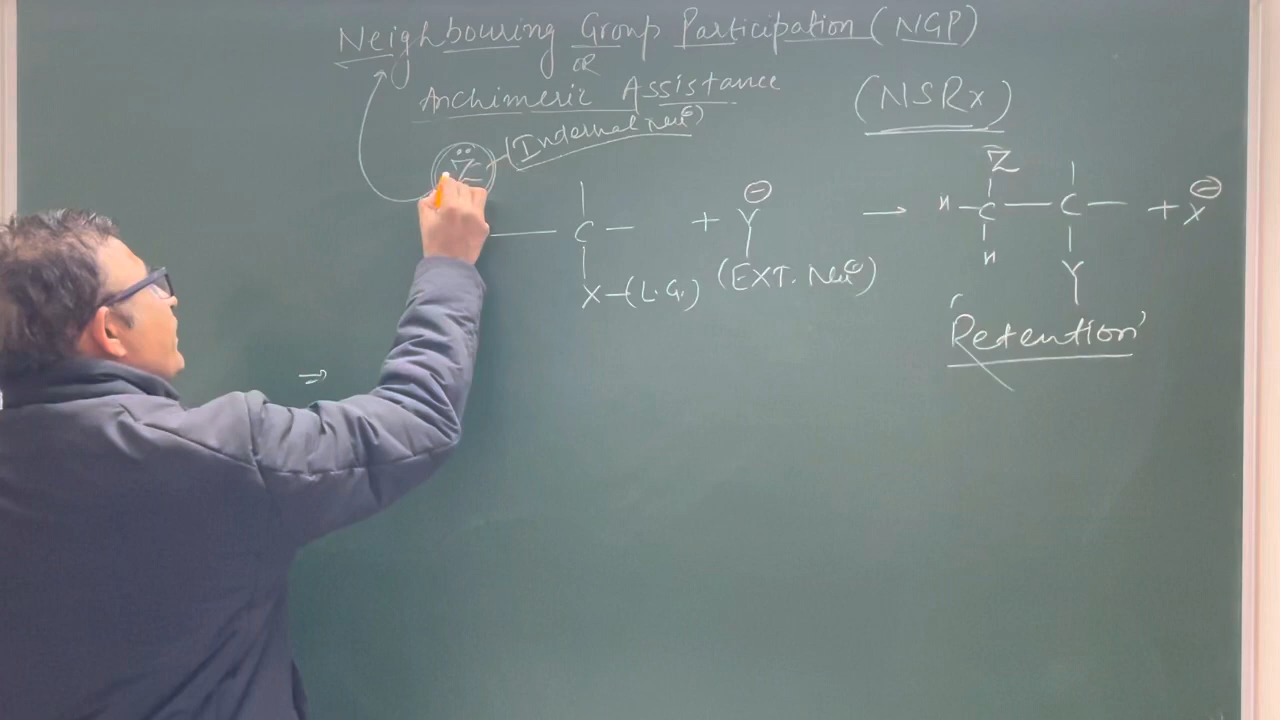 Neighbouring Group Participation (NGP)
OR
Anchimeric Assistance
(NSRx)
Z̈ (Internal Nu⊖)
— C — + Y⊖ → H — C — C — + X⊖
Z
H
X — (L.G.) (EXT. Nu⊖)
Y
'Retention'
⇒